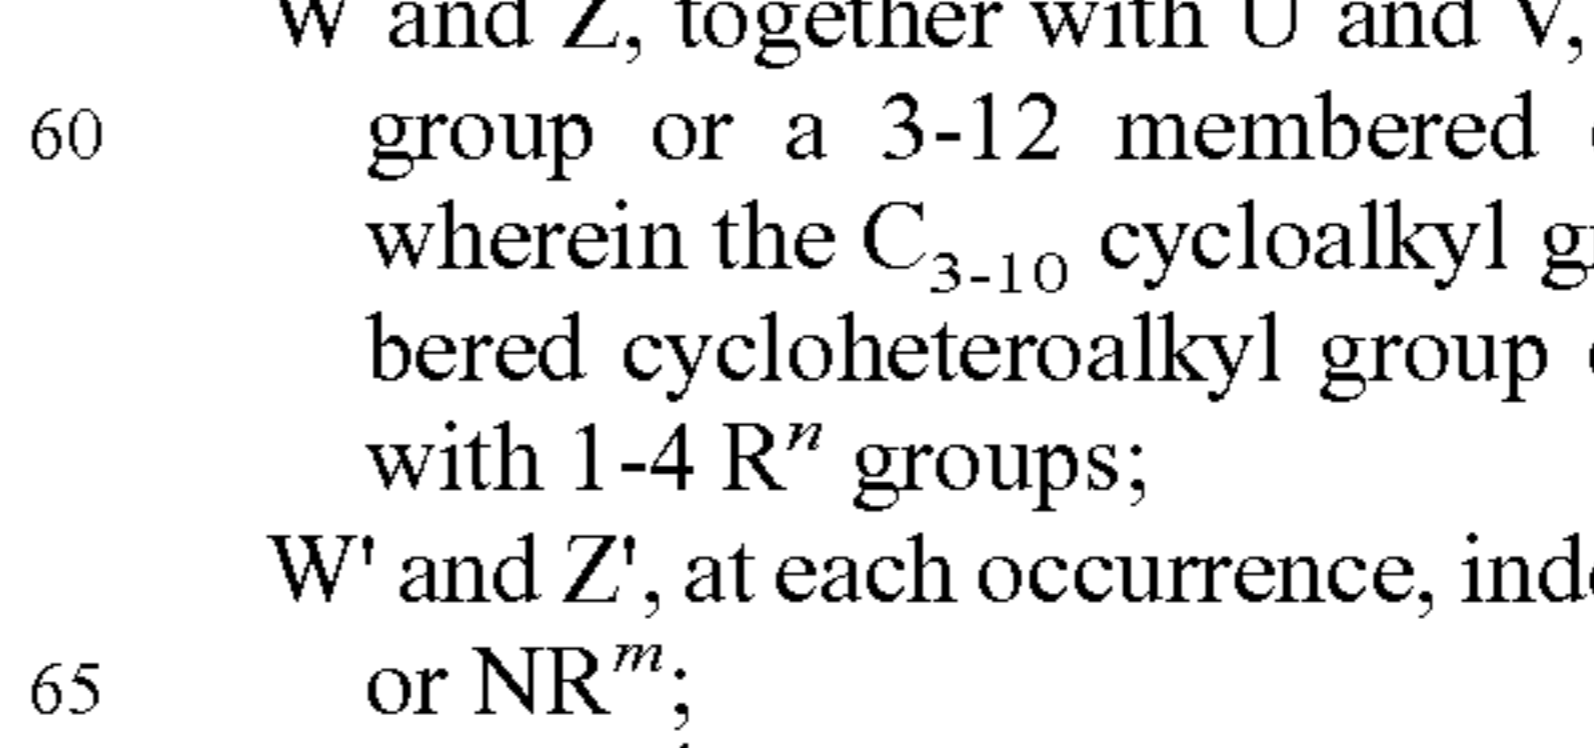 W and Z, together with U and V,
60 group or a 3-12 membered
wherein the C₃₋₁₀ cycloalkyl
bered cycloheteroalkyl group
with 1-4 Rⁿ groups;
W' and Z', at each occurrence,
65 or NRᵐ;